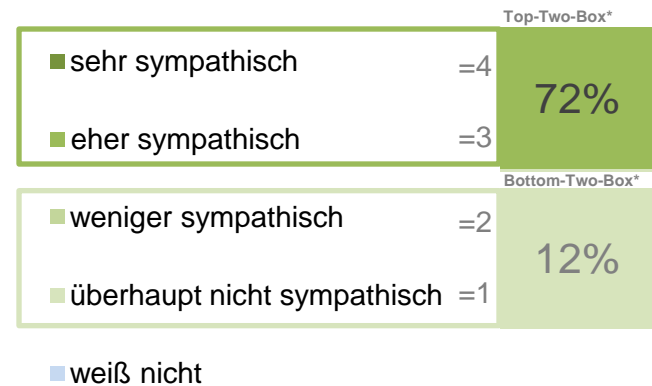 Top-Two-Box*
sehr sympathisch =4
72%
eher sympathisch =3
Bottom-Two-Box*
weniger sympathisch =2
12%
überhaupt nicht sympathisch =1
weiß nicht